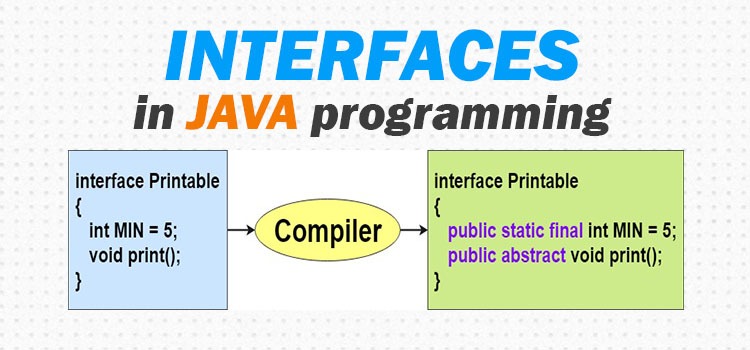 INTERFACES
in JAVA programming
interface Printable
{
int MIN = 5;
void print();
}
Compiler
interface Printable
{
public static final int MIN = 5;
public abstract void print();
}